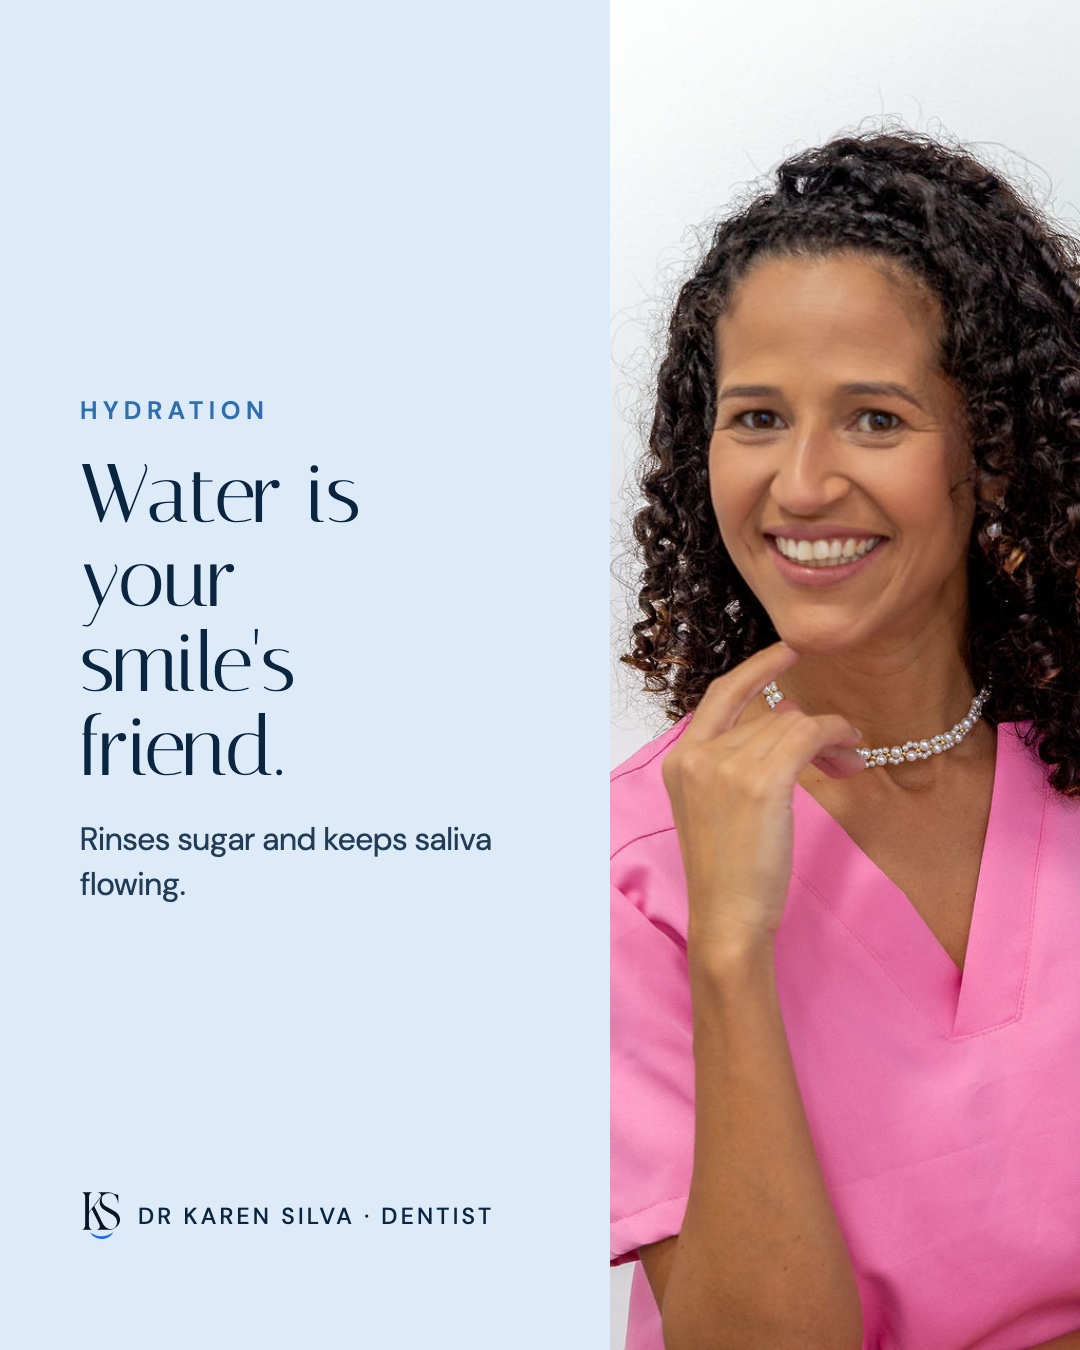 HYDRATION
Water is
your
smile's
friend.
Rinses sugar and keeps saliva
flowing.
KS DR KAREN SILVA · DENTIST